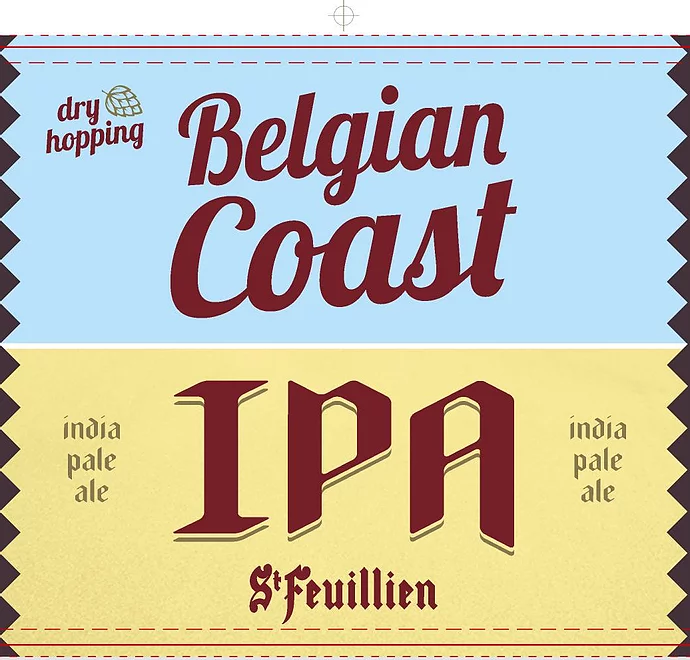 dry
hopping
Belgian
Coast
IPA
india
pale
ale
india
pale
ale
St Feuillien